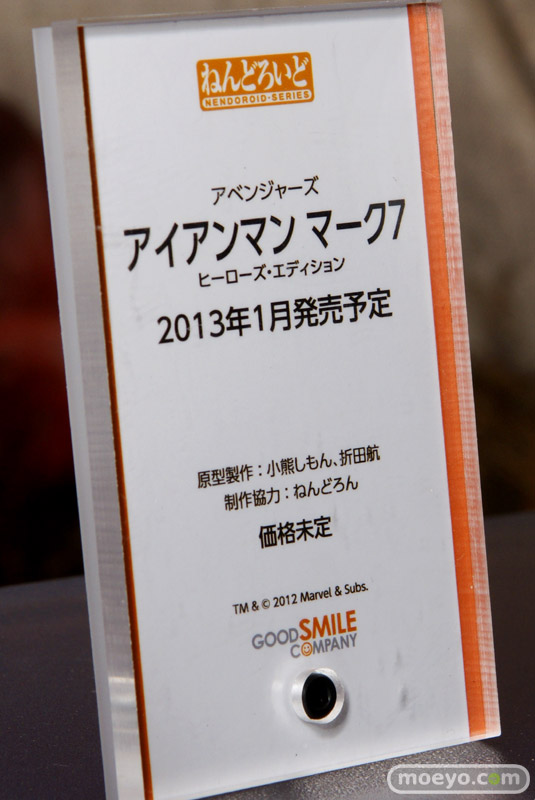 ねんどろいど
NENDOROID-SERIES
アベンジャーズ
アイアンマン マーク7
ヒーローズ・エディション
2013年1月発売予定
原型製作：小熊しもん、折田航
制作協力：ねんどろん
価格未定
TM & © 2012 Marvel & Subs.
GOOD SMILE
COMPANY
moeyo.com